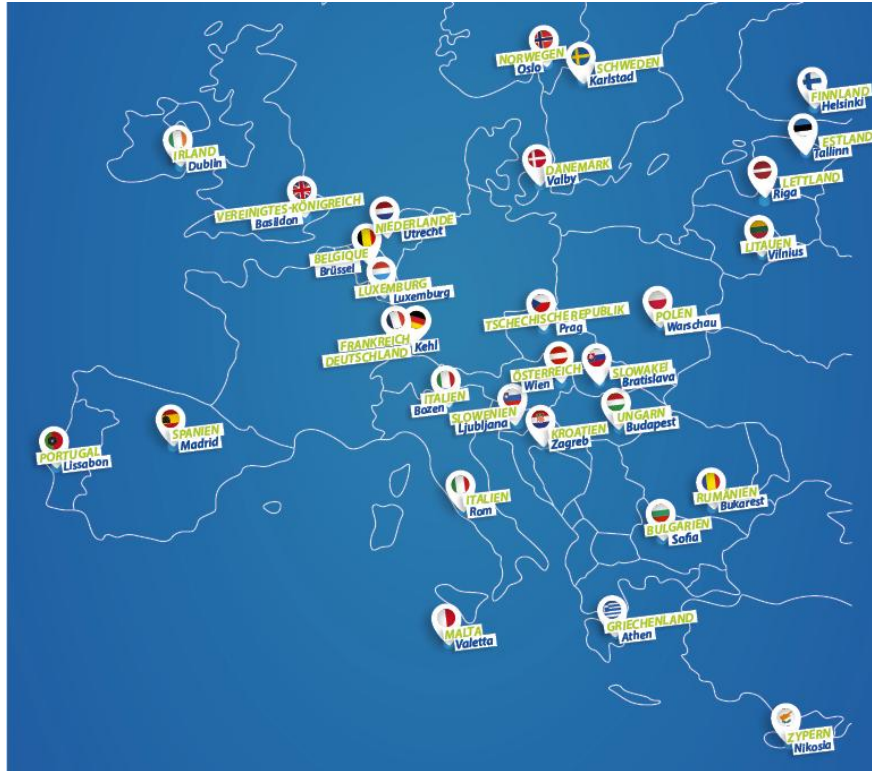 NORWEGEN
Oslo
SCHWEDEN
Karlstad
FINNLAND
Helsinki
ESTLAND
Tallinn
IRLAND
Dublin
DÄNEMARK
Valby
LETTLAND
Riga
VEREINIGTES-KÖNIGREICH
Basildon
NIEDERLANDE
Utrecht
LITAUEN
Vilnius
BELGIQUE
Brüssel
LUXEMBURG
Luxemburg
TSCHECHISCHE REPUBLIK
Prag
POLEN
Warschau
FRANKREICH
DEUTSCHLAND
Kehl
ÖSTERREICH
Wien
SLOWAKEI
Bratislava
ITALIEN
Bozen
SLOWENIEN
Ljubljana
UNGARN
Budapest
KROATIEN
Zagreb
SPANIEN
Madrid
PORTUGAL
Lissabon
ITALIEN
Rom
RUMÄNIEN
Bukarest
BULGARIEN
Sofia
MALTA
Valetta
GRIECHENLAND
Athen
ZYPERN
Nikosia